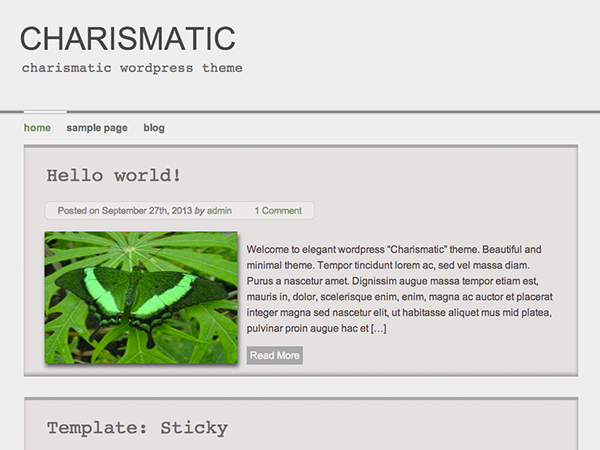 CHARISMATIC
charismatic wordpress theme
home sample page blog
Hello world!
Posted on September 27th, 2013 by admin 1 Comment
Welcome to elegant wordpress “Charismatic” theme. Beautiful and
minimal theme. Tempor tincidunt lorem ac, sed vel massa diam.
Purus a nascetur amet. Dignissim augue massa tempor etiam est,
mauris in, dolor, scelerisque enim, enim, magna ac auctor et placerat
integer magna sed nascetur elit, ut habitasse aliquet mus mid platea,
pulvinar proin augue hac et […]
Read More
Template: Sticky